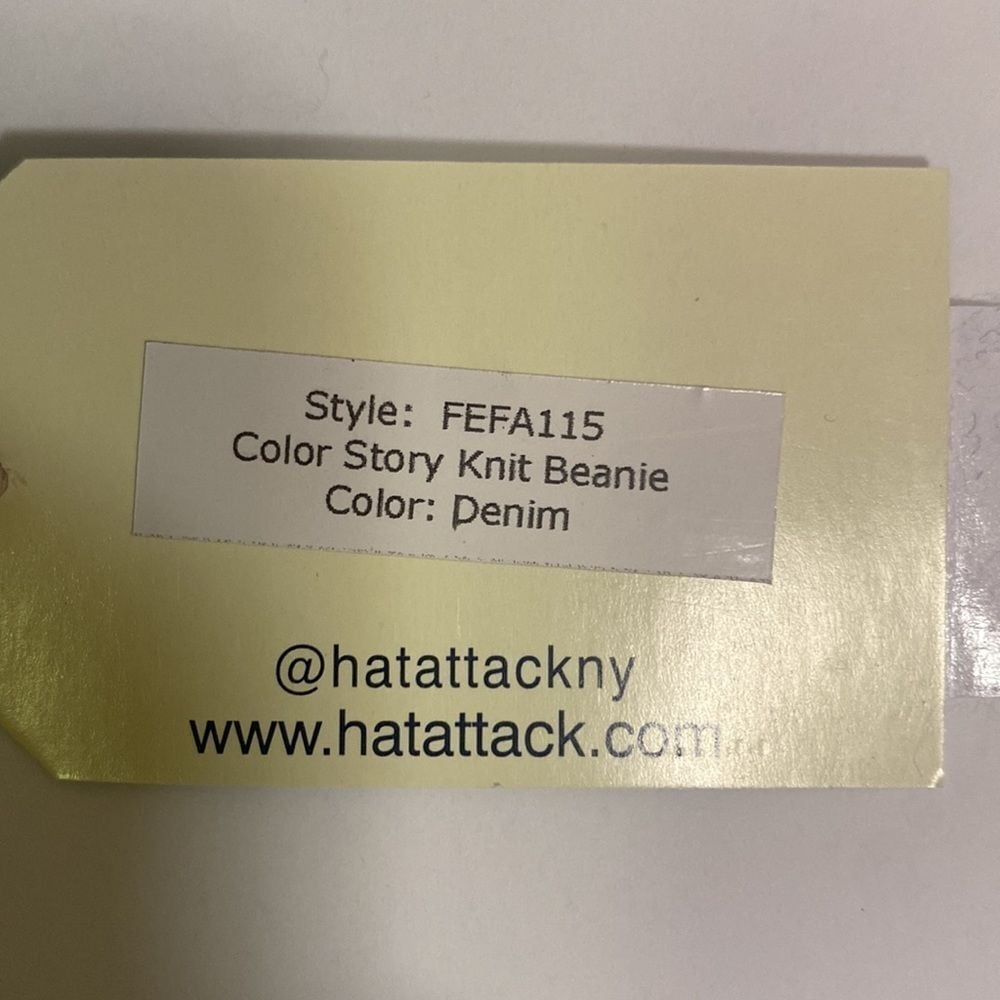 Style: FEFA115
Color Story Knit Beanie
Color: Denim
@hatattackny
www.hatattack.com